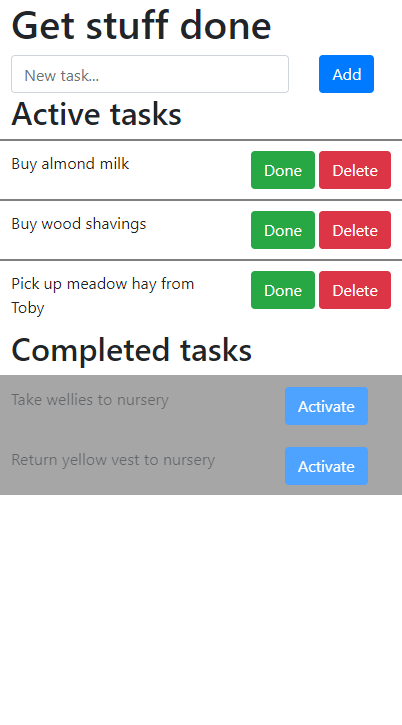 Get stuff done
New task...
Add
Active tasks
Buy almond milk
Done
Delete
Buy wood shavings
Done
Delete
Pick up meadow hay from
Toby
Done
Delete
Completed tasks
Take wellies to nursery
Activate
Return yellow vest to nursery
Activate